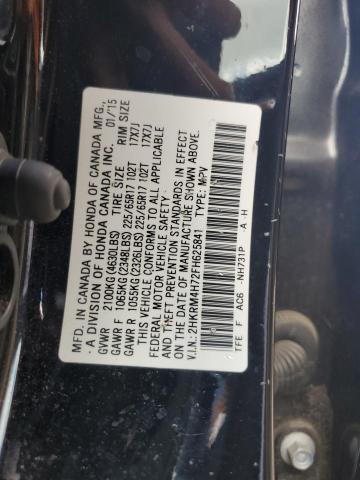 MFD. IN CANADA BY HONDA OF CANADA MFG.,
- A DIVISION OF HONDA CANADA INC. 01/'15
GVWR 2100KG(4630LBS) TIRE SIZE RIM SIZE
GAWR F 1065KG(2348LBS) 225/65R17 102T 17X7J
GAWR R 1055KG(2326LBS) 225/65R17 102T 17X7J
THIS VEHICLE CONFORMS TO ALL APPLICABLE
FEDERAL MOTOR VEHICLE SAFETY
AND THEFT PREVENTION STANDARDS IN EFFECT
ON THE DATE OF MANUFACTURE SHOWN ABOVE.
V.I.N.: 2HKRM4H72FH625841 TYPE: MPV
TFE F AC6 -NH731P -A -H